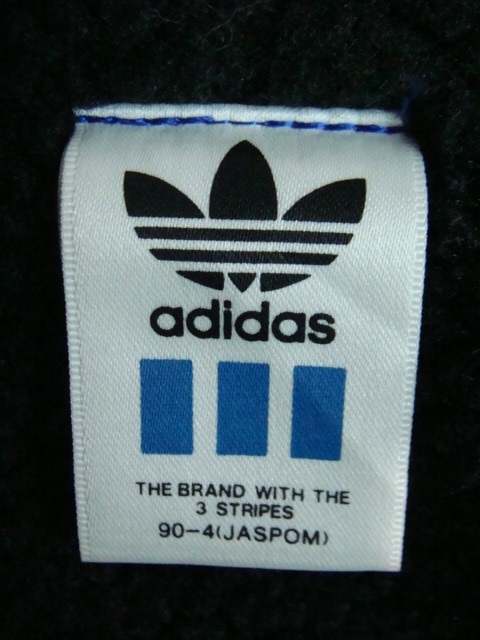 adidas
THE BRAND WITH THE
3 STRIPES
90-4(JASPOM)